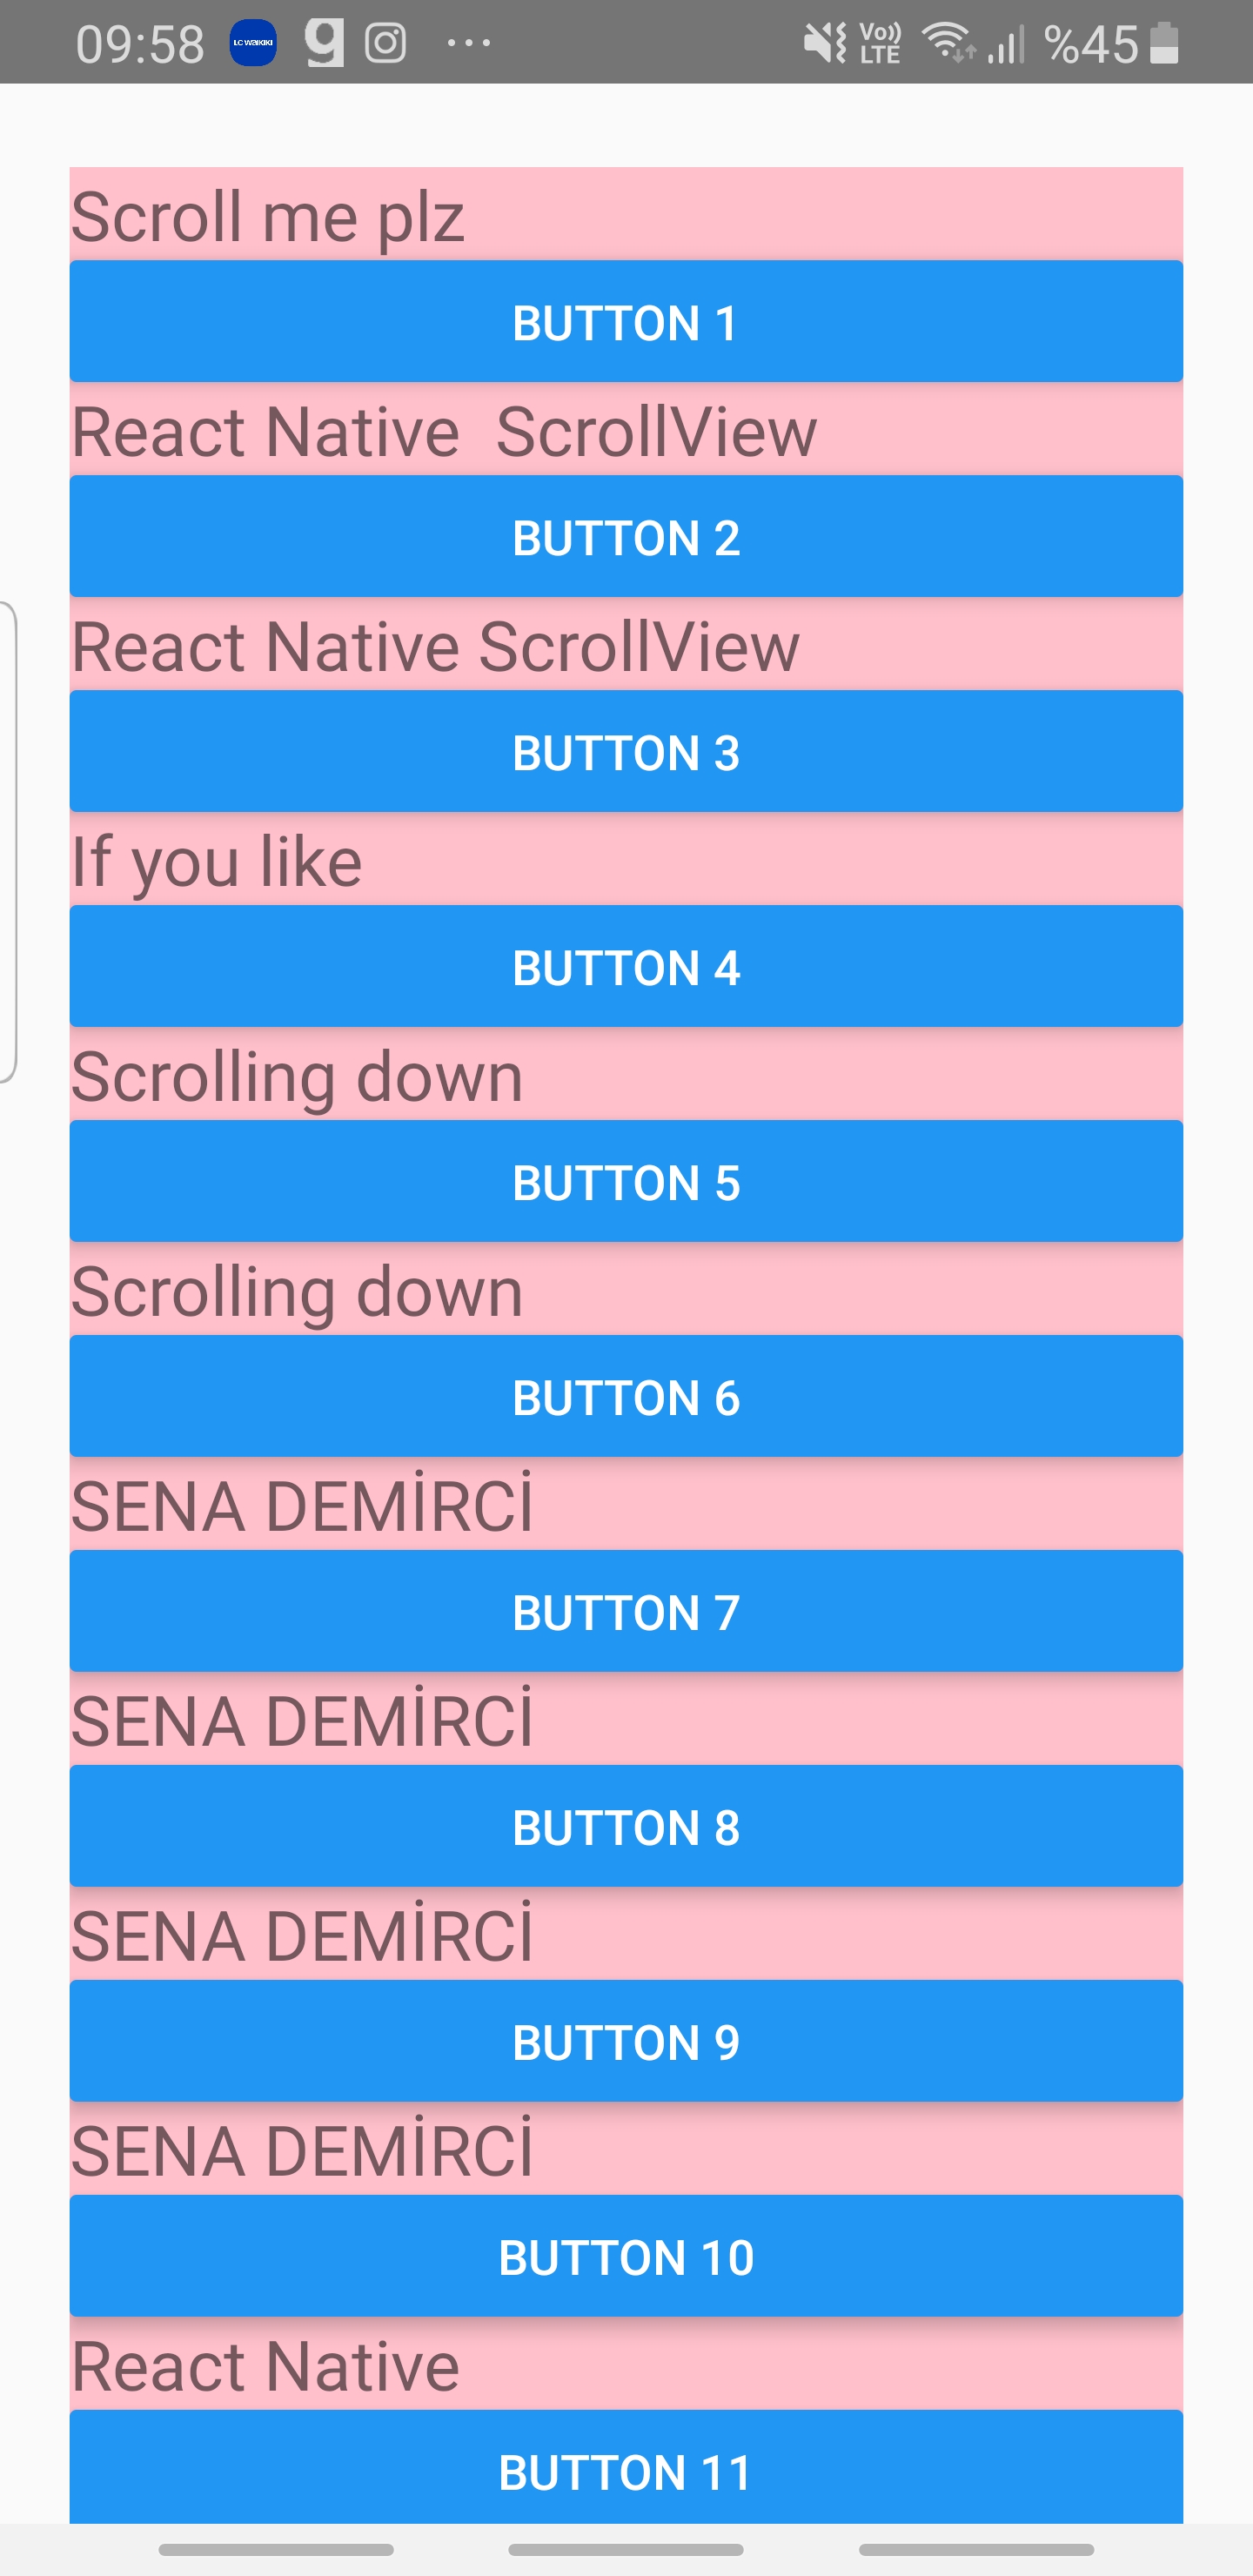 09:58 LC WAIKIKI g ... Vo)) LTE %45
Scroll me plz
BUTTON 1
React Native  ScrollView
BUTTON 2
React Native ScrollView
BUTTON 3
If you like
BUTTON 4
Scrolling down
BUTTON 5
Scrolling down
BUTTON 6
SENA DEMİRCİ
BUTTON 7
SENA DEMİRCİ
BUTTON 8
SENA DEMİRCİ
BUTTON 9
SENA DEMİRCİ
BUTTON 10
React Native
BUTTON 11